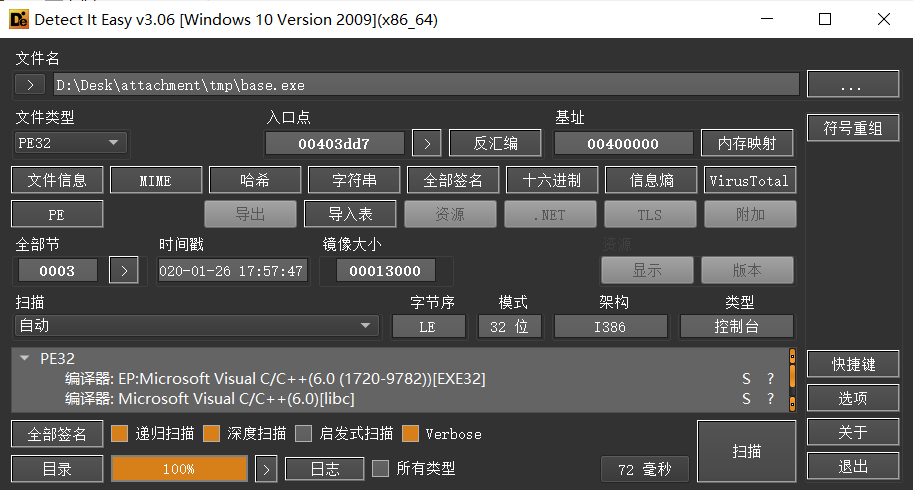 Detect It Easy v3.06 [Windows 10 Version 2009](x86_64)
文件名
> D:\Desk\attachment\tmp\base.exe ...
文件类型 入口点 基址
PE32 00403dd7 > 反汇编 00400000 内存映射 符号重组
文件信息 MIME 哈希 字符串 全部签名 十六进制 信息熵 VirusTotal
PE 导出 导入表 资源 .NET TLS 附加
全部节 时间戳 镜像大小 资源
0003 > 020-01-26 17:57:47 00013000 显示 版本
扫描 字节序 模式 架构 类型
自动 LE 32 位 I386 控制台
PE32
编译器: EP:Microsoft Visual C/C++(6.0 (1720-9782))[EXE32] S ?
编译器: Microsoft Visual C/C++(6.0)[libc] S ?
快捷键
选项
全部签名 递归扫描 深度扫描 启发式扫描 Verbose 扫描 关于
目录 100% > 日志 所有类型 72 毫秒 退出